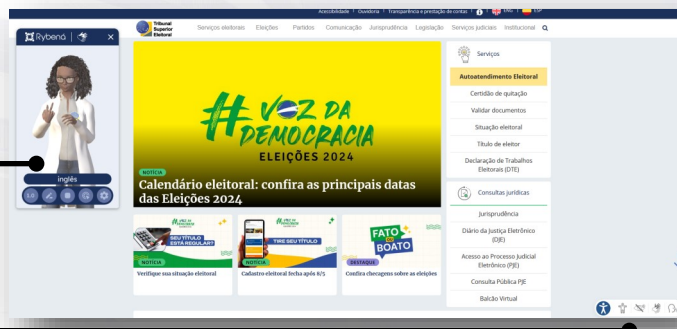 Acessibilidade | Ouvidoria | Transparência e prestação de contas | ENG | ESP
Tribunal
Superior
Eleitoral
Serviços eleitorais Eleições Partidos Comunicação Jurisprudência Legislação Serviços judiciais Institucional
Rybená
inglês
1.0
#VOZ DA
DEMOCRACIA
ELEIÇÕES 2024
NOTÍCIA
Calendário eleitoral: confira as principais datas
das Eleições 2024
SEU TÍTULO
ESTÁ REGULAR?
NOTÍCIA
Verifique sua situação eleitoral
TIRE SEU TÍTULO
NOTÍCIA
Cadastro eleitoral fecha após 8/5
FATO
OU
BOATO
DESTAQUE
Confira checagens sobre as eleições
Serviços
Autoatendimento Eleitoral
Certidão de quitação
Validar documentos
Situação eleitoral
Título de eleitor
Declaração de Trabalhos
Eleitorais (DTE)
Consultas jurídicas
Jurisprudência
Diário da Justiça Eletrônico
(DJE)
Acesso ao Processo Judicial
Eletrônico (PJE)
Consulta Pública PJE
Balcão Virtual